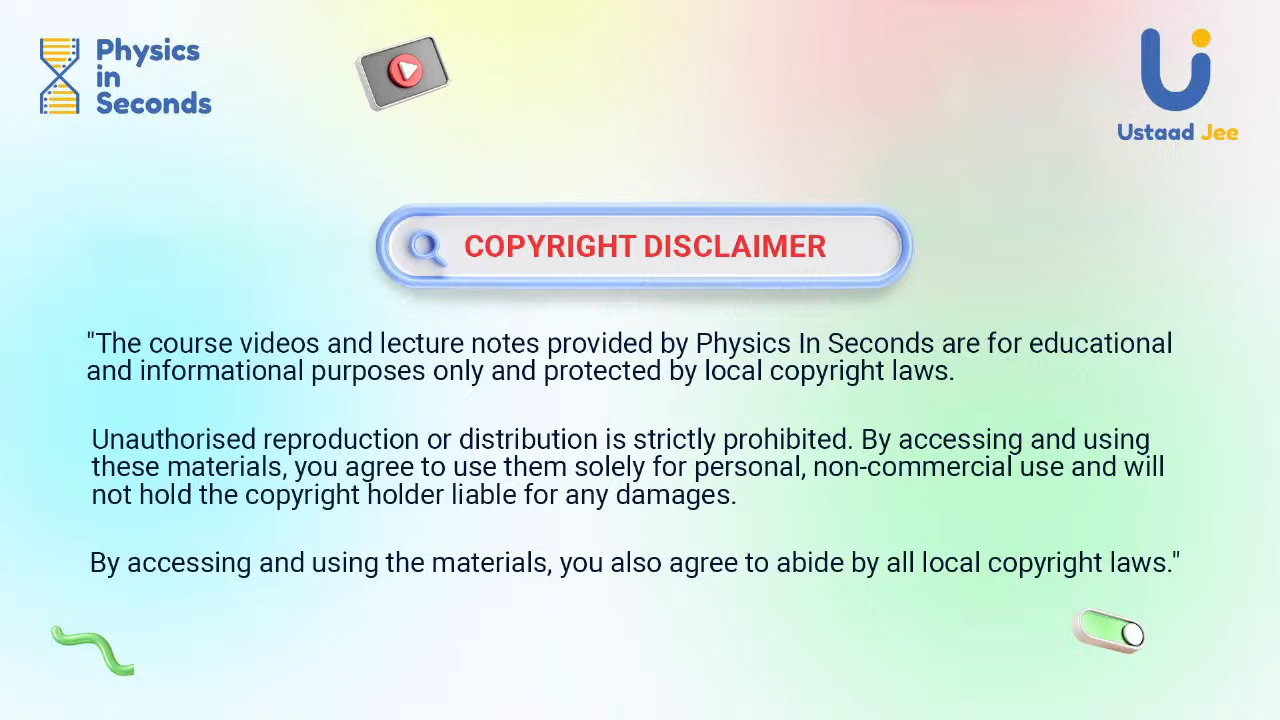 Physics
in
Seconds
Ustaad Jee
COPYRIGHT DISCLAIMER
"The course videos and lecture notes provided by Physics In Seconds are for educational
and informational purposes only and protected by local copyright laws.
Unauthorised reproduction or distribution is strictly prohibited. By accessing and using
these materials, you agree to use them solely for personal, non-commercial use and will
not hold the copyright holder liable for any damages.
By accessing and using the materials, you also agree to abide by all local copyright laws."